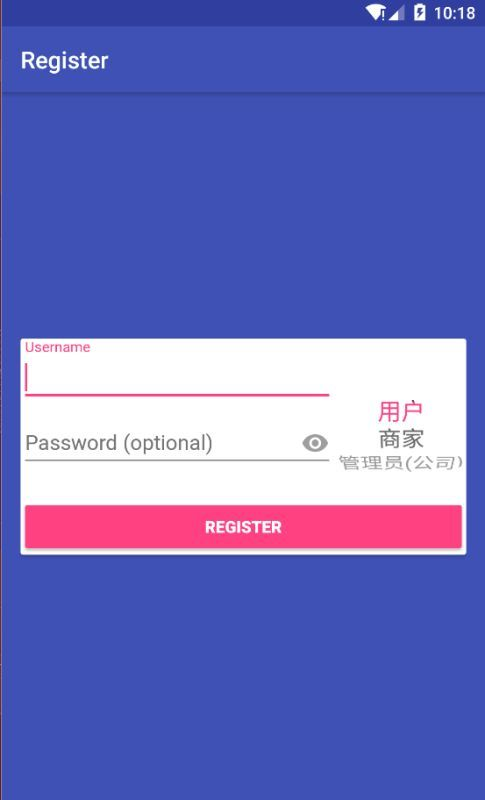 10:18
Register
Username
用户
商家
Password (optional)
管理员(公司)
REGISTER